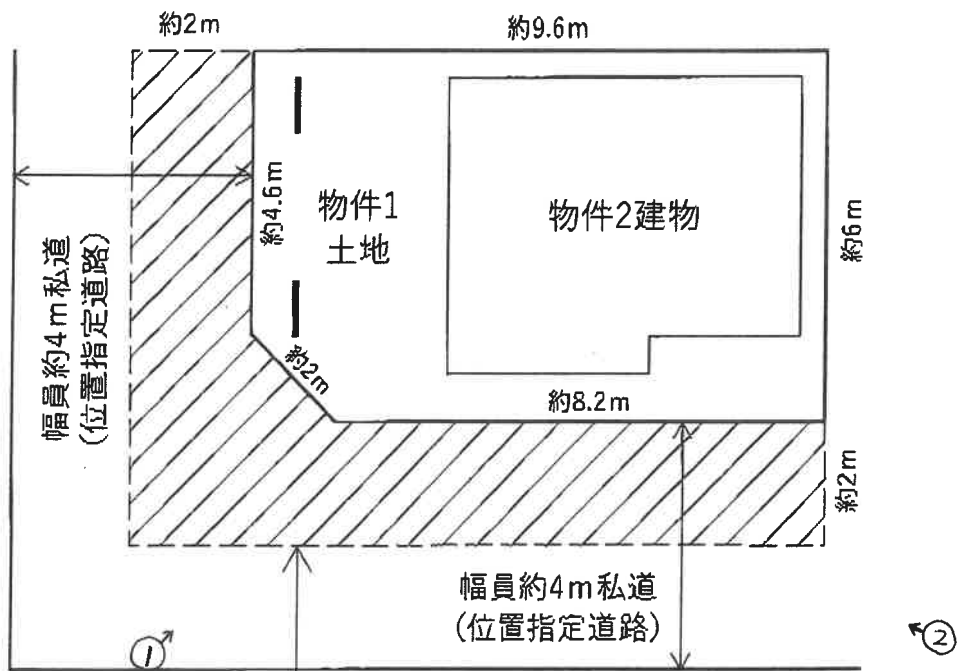 約2m
約9.6m
約4.6m
物件1
土地
物件2建物
約6m
幅員約4m私道
(位置指定道路)
約2m
約8.2m
約2m
幅員約4m私道
(位置指定道路)
①
②